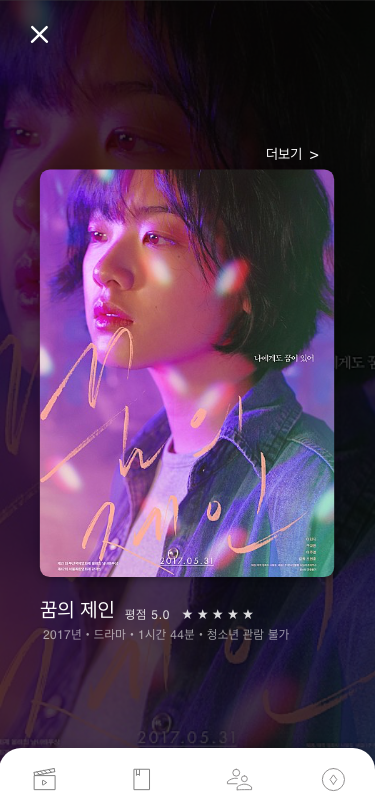 더보기 >
나에게도 꿈이 있어
꿈의
제인
2017.05.31
꿈의 제인 평점 5.0 ★★★★★
2017년 • 드라마 • 1시간 44분 • 청소년 관람 불가
2017.05.31